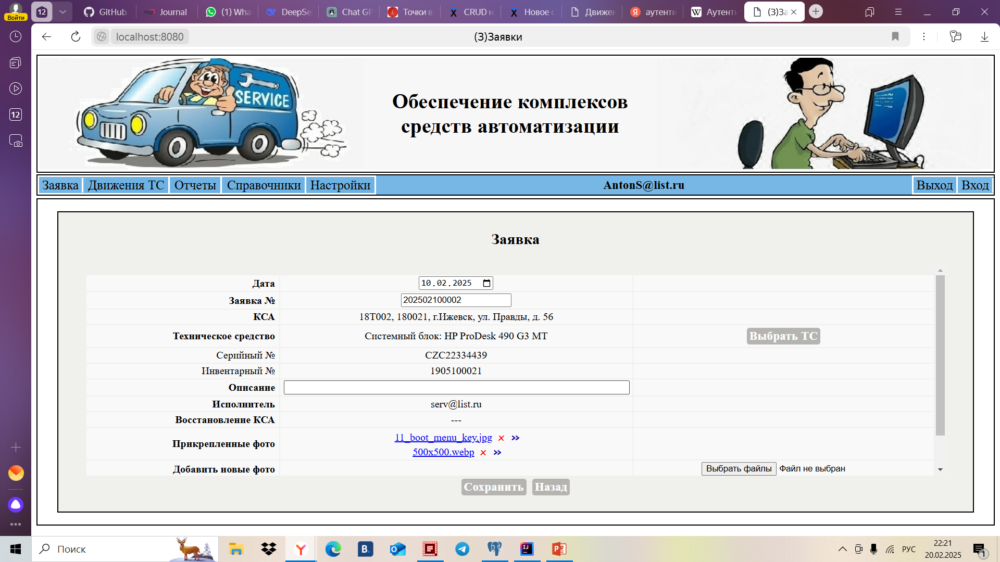 Войти
12
GitHub
top Journal
(1) Wha
DeepSe
Chat GP
Точки в
CRUD н
Новое с
Движен
аутенти
Аутенти
(3)За
localhost:8080
(3)Заявки
12
SERVICE
Обеспечение комплексов
средств автоматизации
Заявка Движения ТС Отчеты Справочники Настройки AntonS@list.ru Выход Вход
Заявка
Дата 10.02.2025
Заявка № 202502100002
КСА 18Т002, 180021, г.Ижевск, ул. Правды, д. 56
Техническое средство Системный блок: HP ProDesk 490 G3 MT Выбрать ТС
Серийный № CZC22334439
Инвентарный № 1905100021
Описание
Исполнитель serv@list.ru
Восстановление КСА ---
Прикрепленные фото 11_boot_menu_key.jpg × »
500x500.webp × »
Добавить новые фото Выбрать файлы Файл не выбран
Сохранить Назад
Поиск
B.
IJ
P
РУС
22:21
20.02.2025
1